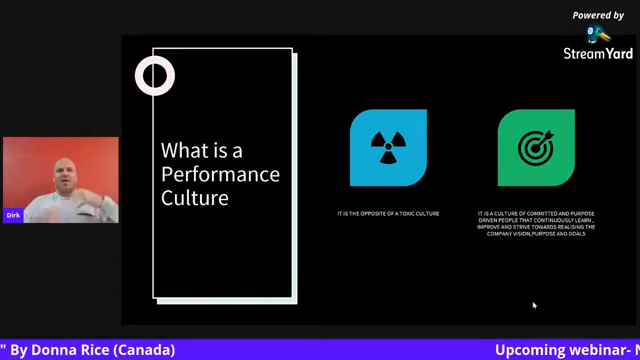 Powered by
StreamYard
What is a
Performance
Culture
IT IS THE OPPOSITE OF A TOXIC CULTURE
IT IS A CULTURE OF COMMITTED AND PURPOSE
DRIVEN PEOPLE THAT CONTINUOUSLY LEARN ,
IMPROVE AND STRIVE TOWARDS REALISING THE
COMPANY VISION,PURPOSE AND GOALS
Dirk
" By Donna Rice (Canada)
Upcoming webinar-